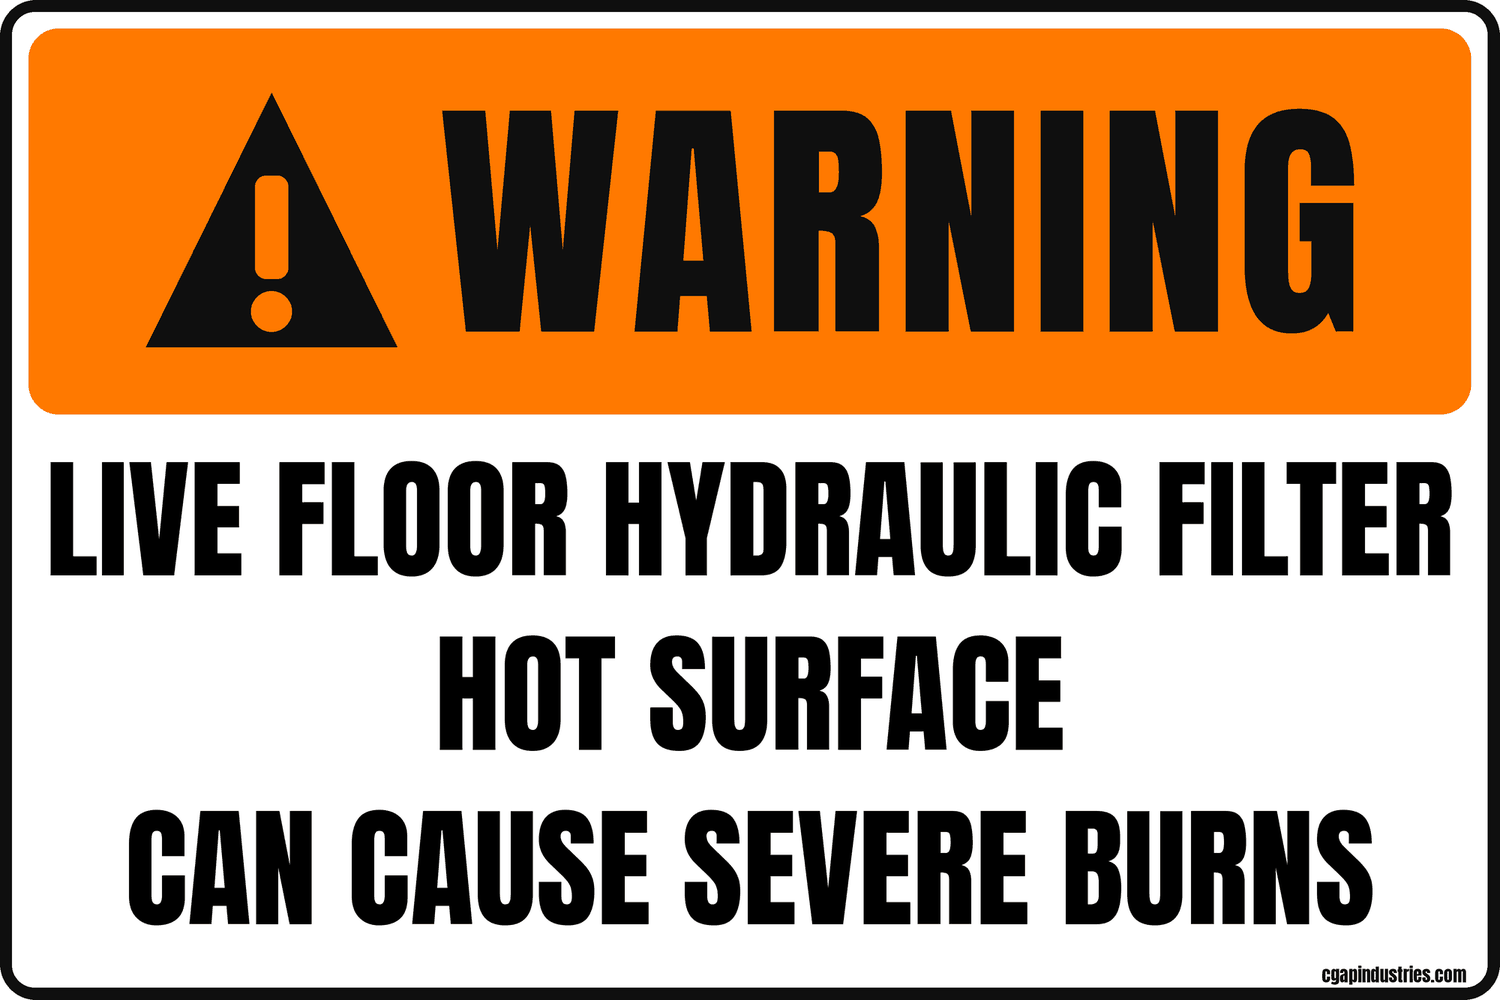 WARNING
LIVE FLOOR HYDRAULIC FILTER
HOT SURFACE
CAN CAUSE SEVERE BURNS
cgapindustries.com